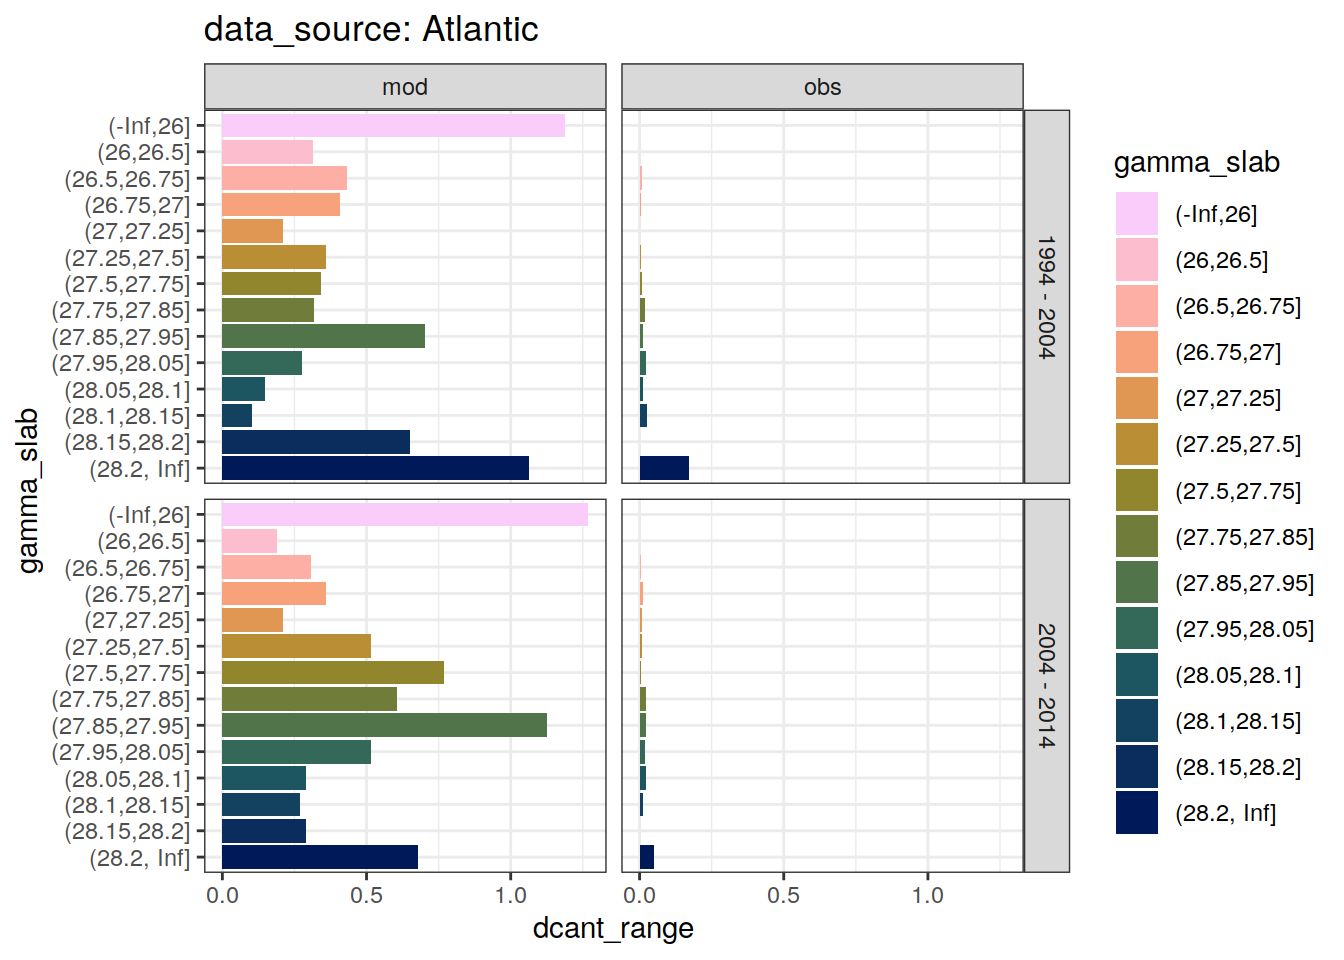 data_source: Atlantic
mod
obs
gamma_slab
(-Inf,26]
(26,26.5]
(26.5,26.75]
(26.75,27]
(27,27.25]
(27.25,27.5]
(27.5,27.75]
(27.75,27.85]
(27.85,27.95]
(27.95,28.05]
(28.05,28.1]
(28.1,28.15]
(28.15,28.2]
(28.2, Inf]
1994 - 2004
(-Inf,26]
(26,26.5]
(26.5,26.75]
(26.75,27]
(27,27.25]
(27.25,27.5]
(27.5,27.75]
(27.75,27.85]
(27.85,27.95]
(27.95,28.05]
(28.05,28.1]
(28.1,28.15]
(28.15,28.2]
(28.2, Inf]
2004 - 2014
0.0 0.5 1.0
0.0 0.5 1.0
dcant_range
gamma_slab
(-Inf,26]
(26,26.5]
(26.5,26.75]
(26.75,27]
(27,27.25]
(27.25,27.5]
(27.5,27.75]
(27.75,27.85]
(27.85,27.95]
(27.95,28.05]
(28.05,28.1]
(28.1,28.15]
(28.15,28.2]
(28.2, Inf]